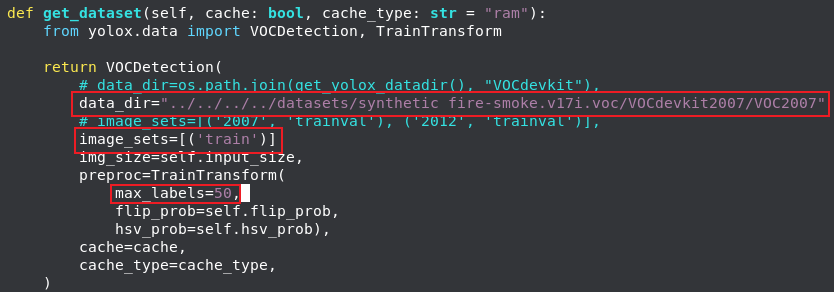 def get_dataset(self, cache: bool, cache_type: str = "ram"):
    from yolox.data import VOCDetection, TrainTransform

    return VOCDetection(
        # data_dir=os.path.join(get_yolox_datadir(), "VOCdevkit"),
        data_dir="../../../../datasets/synthetic fire-smoke.v17i.voc/VOCdevkit2007/VOC2007"
        # image_sets=[('2007', 'trainval'), ('2012', 'trainval')],
        image_sets=[('train')]
        img_size=self.input_size,
        preproc=TrainTransform(
            max_labels=50,
            flip_prob=self.flip_prob,
            hsv_prob=self.hsv_prob),
        cache=cache,
        cache_type=cache_type,
    )